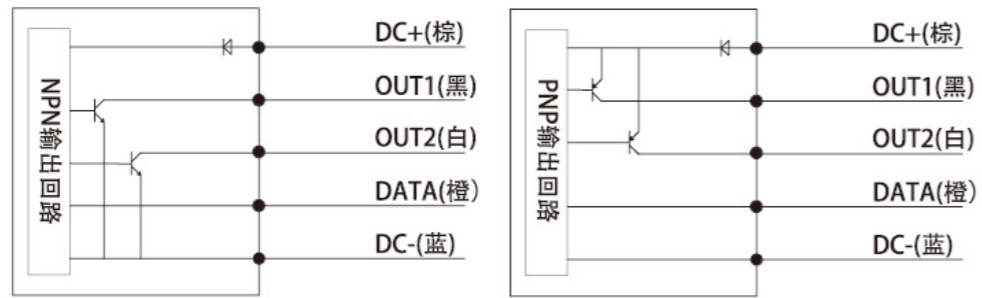 NPN输出回路
DC+(棕)
OUT1(黑)
OUT2(白)
DATA(橙)
DC-(蓝)
PNP输出回路
DC+(棕)
OUT1(黑)
OUT2(白)
DATA(橙)
DC-(蓝)